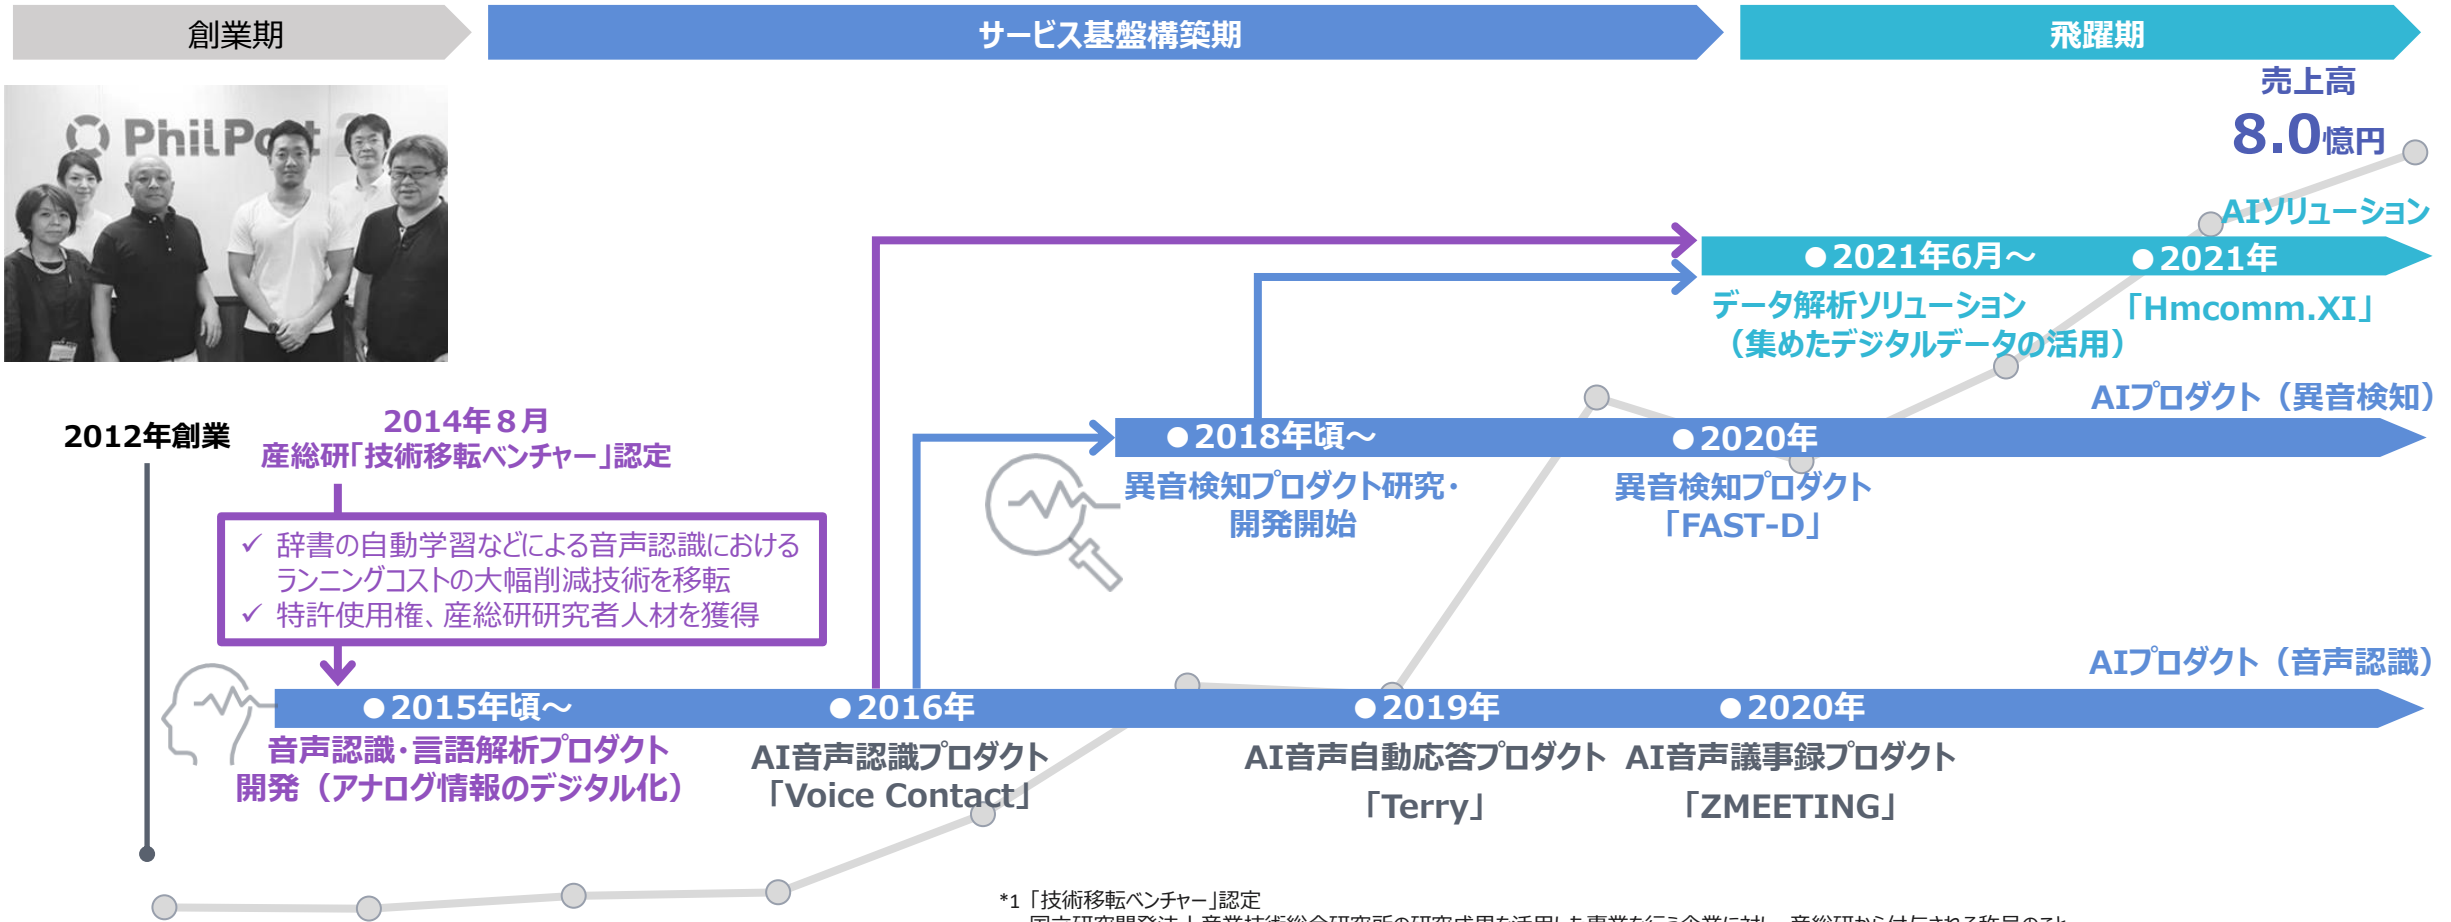 創業期
サービス基盤構築期
飛躍期
PhilPort
売上高
8.0億円
AIソリューション
●2021年6月～
●2021年
データ解析ソリューション
（集めたデジタルデータの活用）
「Hmcomm.XI」
AIプロダクト（異音検知）
2012年創業
2014年８月
産総研「技術移転ベンチャー」認定
●2018年頃～
●2020年
異音検知プロダクト研究・
開発開始
異音検知プロダクト
「FAST-D」
✓ 辞書の自動学習などによる音声認識における
ランニングコストの大幅削減技術を移転
✓ 特許使用権、産総研研究者人材を獲得
AIプロダクト（音声認識）
●2015年頃～
●2016年
●2019年
●2020年
音声認識・言語解析プロダクト
開発（アナログ情報のデジタル化）
AI音声認識プロダクト
「Voice Contact」
AI音声自動応答プロダクト
「Terry」
AI音声議事録プロダクト
「ZMEETING」
*1 「技術移転ベンチャー」認定